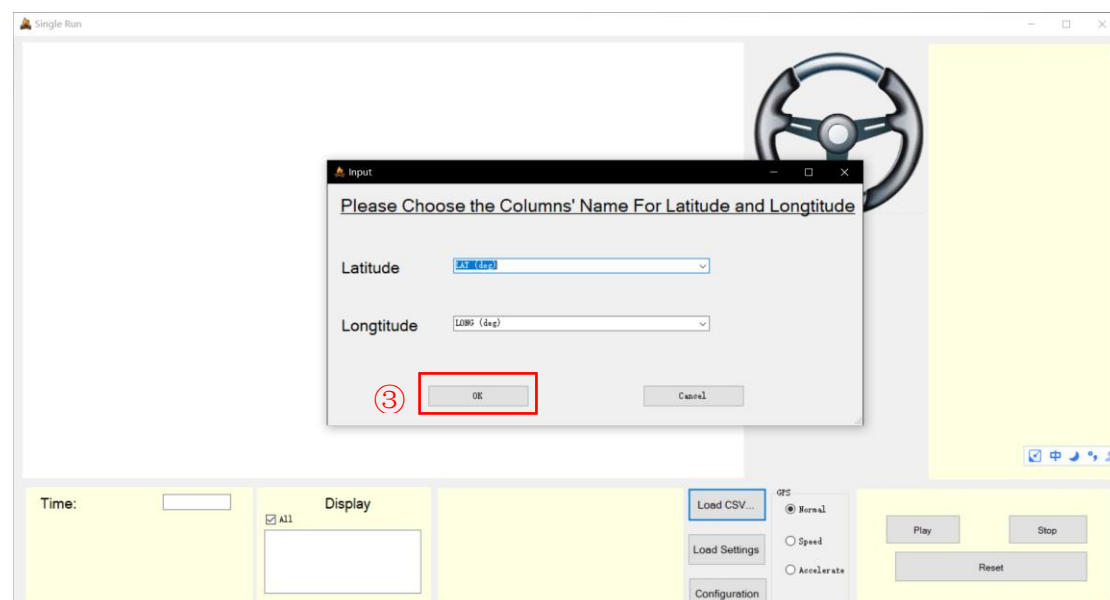 Single Run
Input
Please Choose the Columns' Name For Latitude and Longtitude
Latitude
LAT (deg)
Longtitude
LONG (deg)
③
OK
Cancel
中
Time:
Display
All
Load CSV...
Load Settings
Configuration
GPS
Normal
Speed
Accelerate
Play
Stop
Reset